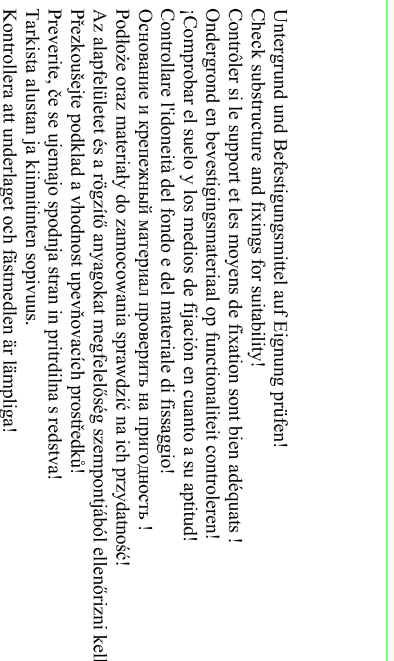 Untergrund und Befestigungsmittel auf Eignung prüfen!
Check substructure and fixings for suitability!
Contrôler si le support et les moyens de fixation sont bien adéquats !
Ondergrond en bevestigingsmateriaal op functionaliteit controleren!
¡Comprobar el suelo y los medios de fijación en cuanto a su aptitud!
Controllare l'idoneità del fondo e del materiale di fissaggio!
Основание и крепежный материал проверить на пригодность !
Podłoże oraz materiały do zamocowania sprawdzić na ich przydatność!
Az alapfelületet és a rögzítő anyagokat megfelelőség szempontjából ellenőrizni kell
Přezkoušejte podklad a vhodnost upevňovacích prostředků!
Preverite, če se ujemajo spodnja stran in pritrdilna s redstva!
Tarkista alustan ja kiinnitinten sopivuus.
Kontrollera att underlaget och fästmedlen är lämpliga!